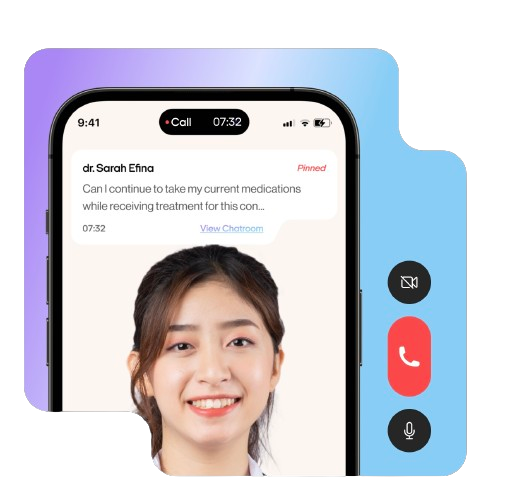 9:41
Call 07:32
dr. Sarah Efina
Pinned
Can I continue to take my current medications
while receiving treatment for this con...
07:32
View Chatroom